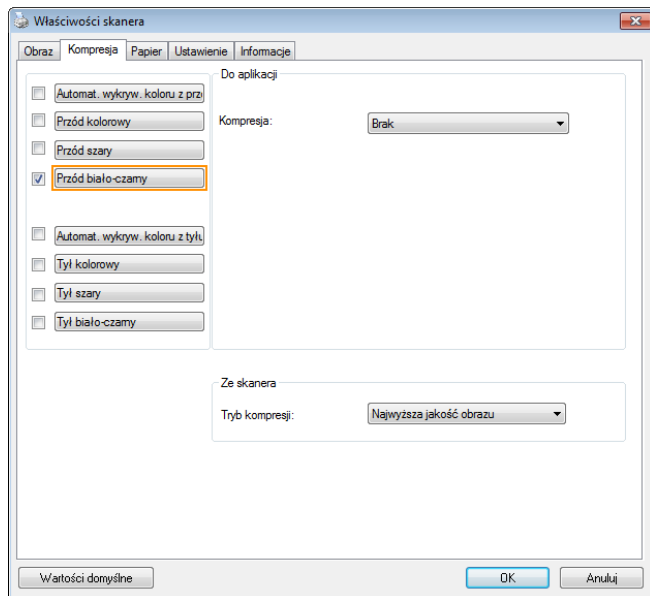 Właściwości skanera
Obraz Kompresja Papier Ustawienie Informacje
Automat. wykryw. koloru z prz
Przód kolorowy
Przód szary
Przód biało-czarny
Automat. wykryw. koloru z tyłu
Tył kolorowy
Tył szary
Tył biało-czarny
Do aplikacji
Kompresja: Brak
Ze skanera
Tryb kompresji: Najwyższa jakość obrazu
Wartości domyślne OK Anuluj